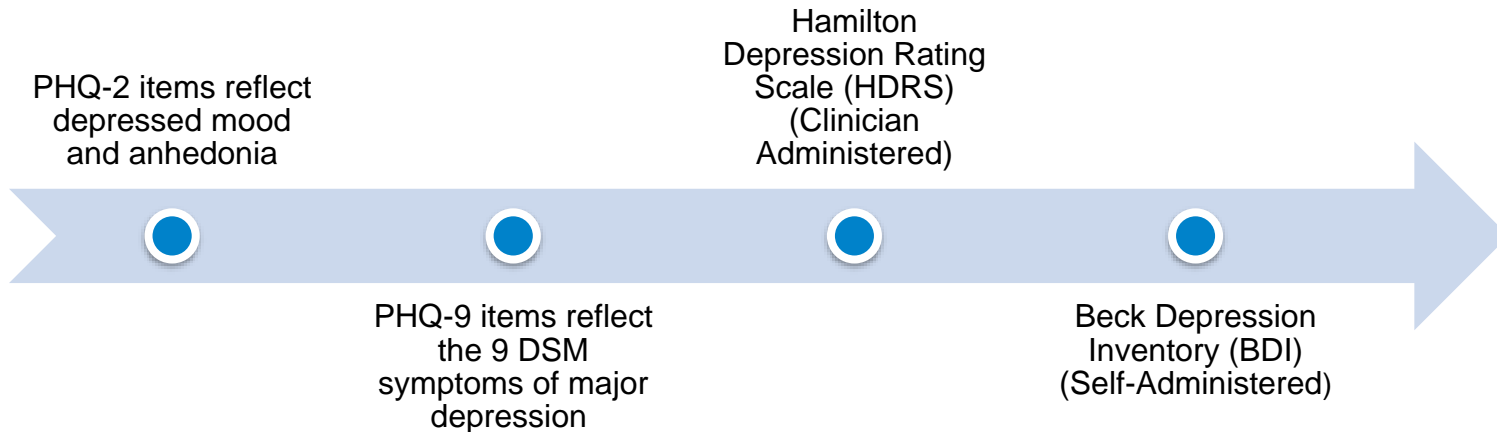 PHQ-2 items reflect
depressed mood
and anhedonia
PHQ-9 items reflect
the 9 DSM
symptoms of major
depression
Hamilton
Depression Rating
Scale (HDRS)
(Clinician
Administered)
Beck Depression
Inventory (BDI)
(Self-Administered)